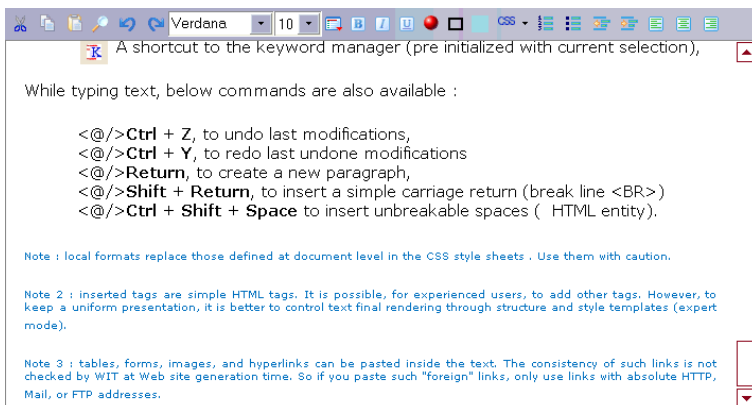 Verdana 10 B I U CSS
K A shortcut to the keyword manager (pre initialized with current selection),
While typing text, below commands are also available :
<@/>Ctrl + Z, to undo last modifications,
<@/>Ctrl + Y, to redo last undone modifications
<@/>Return, to create a new paragraph,
<@/>Shift + Return, to insert a simple carriage return (break line <BR>)
<@/>Ctrl + Shift + Space to insert unbreakable spaces (  HTML entity).
Note : local formats replace those defined at document level in the CSS style sheets . Use them with caution.
Note 2 : inserted tags are simple HTML tags. It is possible, for experienced users, to add other tags. However, to
keep a uniform presentation, it is better to control text final rendering through structure and style templates (expert
mode).
Note 3 : tables, forms, images, and hyperlinks can be pasted inside the text. The consistency of such links is not
checked by WIT at Web site generation time. So if you paste such "foreign" links, only use links with absolute HTTP,
Mail, or FTP addresses.